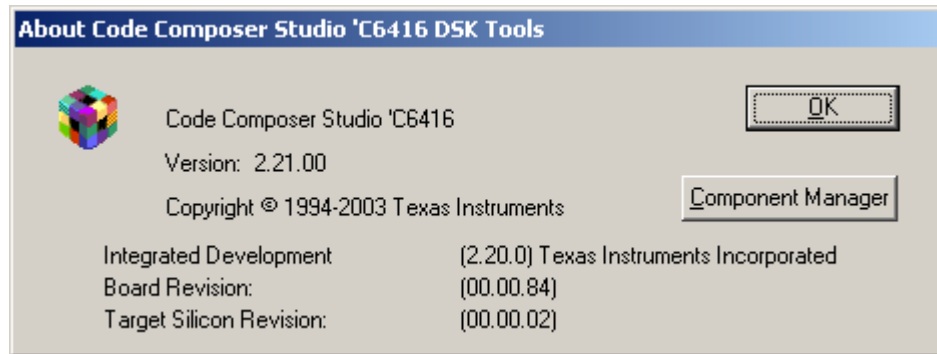 About Code Composer Studio 'C6416 DSK Tools
Code Composer Studio 'C6416
OK
Version: 2.21.00
Copyright © 1994-2003 Texas Instruments
Component Manager
Integrated Development (2.20.0) Texas Instruments Incorporated
Board Revision: (00.00.84)
Target Silicon Revision: (00.00.02)